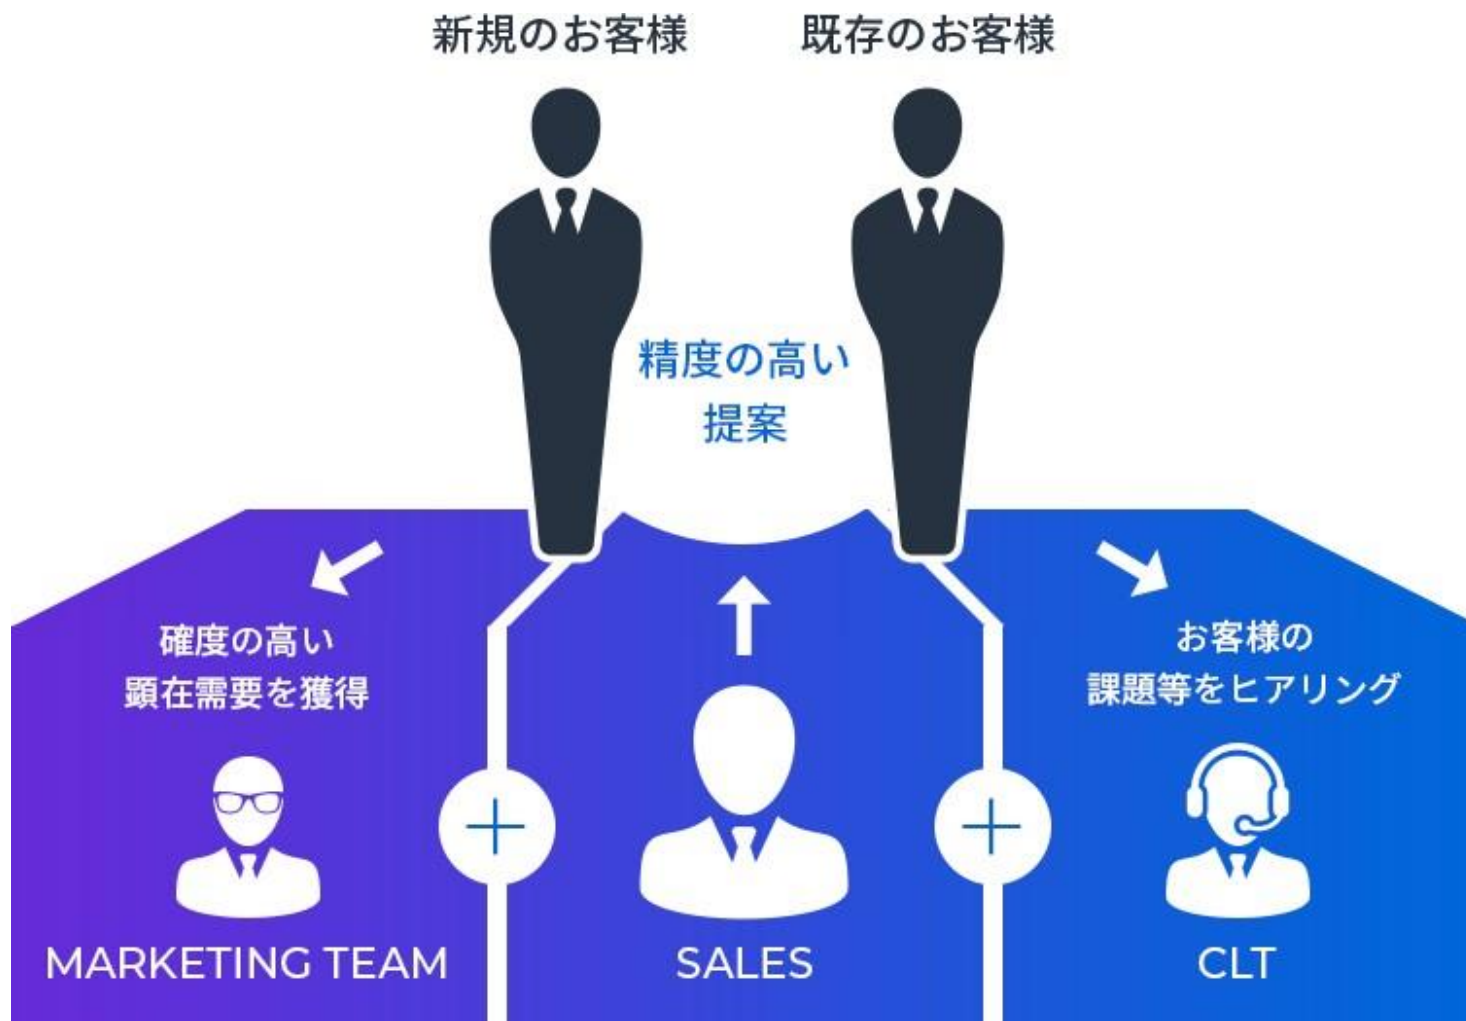 新規のお客様
既存のお客様
精度の高い
提案
確度の高い
顕在需要を獲得
お客様の
課題等をヒアリング
MARKETING TEAM
SALES
CLT